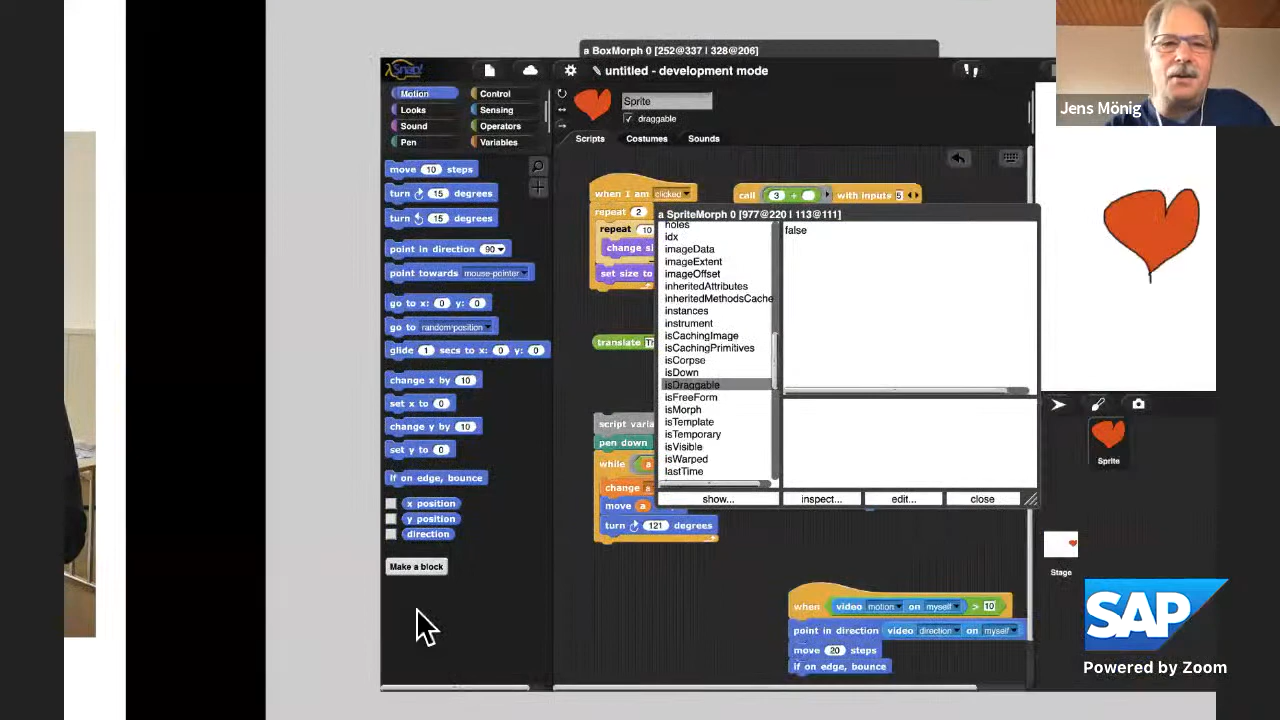 a BoxMorph 0 [252@337 | 328@206]
Snap!
untitled - development mode
Jens Mönig
Motion
Looks
Sound
Pen
Control
Sensing
Operators
Variables
Sprite
draggable
Scripts
Costumes
Sounds
move 10 steps
turn 15 degrees
turn 15 degrees
point in direction 90
point towards mouse-pointer
go to x: 0 y: 0
go to random position
glide 1 secs to x: 0 y: 0
change x by 10
set x to 0
change y by 10
set y to 0
if on edge, bounce
x position
y position
direction
Make a block
when I am clicked
repeat 2
repeat 10
set size to
call 3 + with inputs 5
translate
pen down
while a
change a
move a
turn 121 degrees
a SpriteMorph 0 [977@220 | 113@111]
holes
idx
imageData
imageExtent
imageOffset
inheritedAttributes
inheritedMethodsCache
instances
instrument
isCachingImage
isCachingPrimitives
isCorpse
isDown
isDraggable
isFreeForm
isMorph
isTemplate
isTemporary
isVisible
isWarped
lastTime
false
show...
inspect...
edit...
close
when video motion on myself > 10
point in direction video direction on myself
move 20 steps
if on edge, bounce
Sprite
Stage
SAP
Powered by Zoom